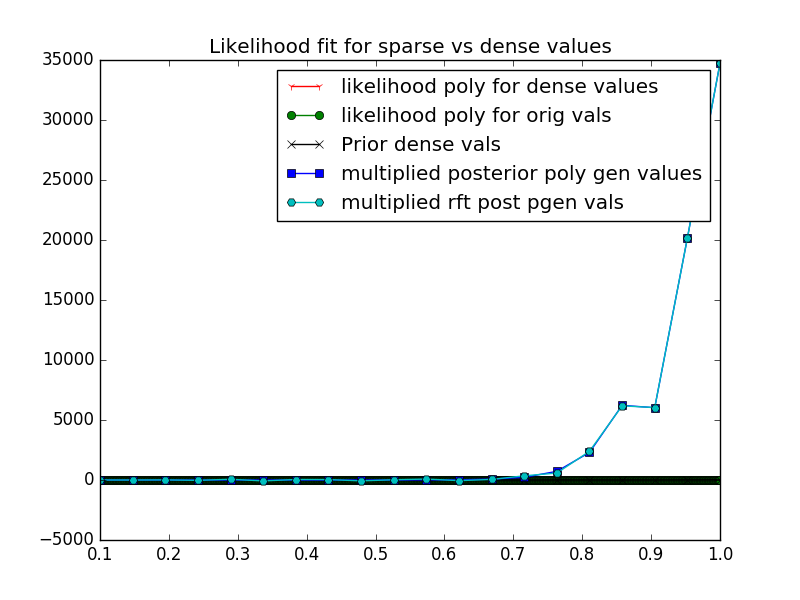 Likelihood fit for sparse vs dense values
35000
30000
25000
20000
15000
10000
5000
0
−5000
likelihood poly for dense values
likelihood poly for orig vals
Prior dense vals
multiplied posterior poly gen values
multiplied rft post pgen vals
0.1 0.2 0.3 0.4 0.5 0.6 0.7 0.8 0.9 1.0